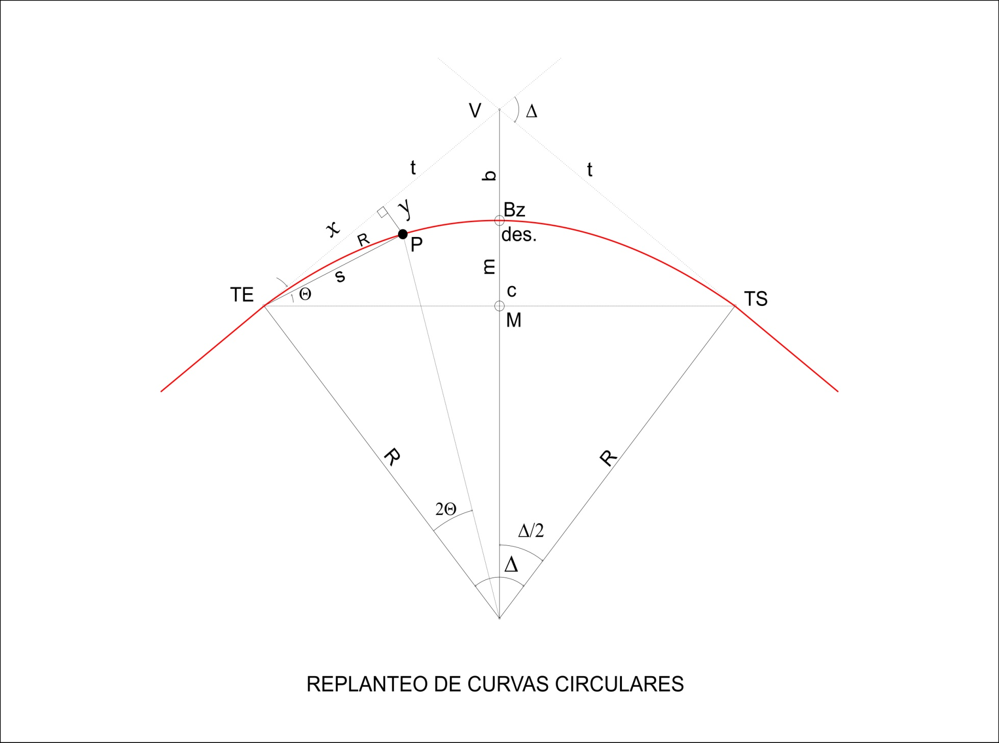 V
Δ
t
t
b
y
Bz
x
R
des.
P
m
s
c
TE
Θ
TS
M
R
R
2Θ
Δ/2
Δ
REPLANTEO DE CURVAS CIRCULARES